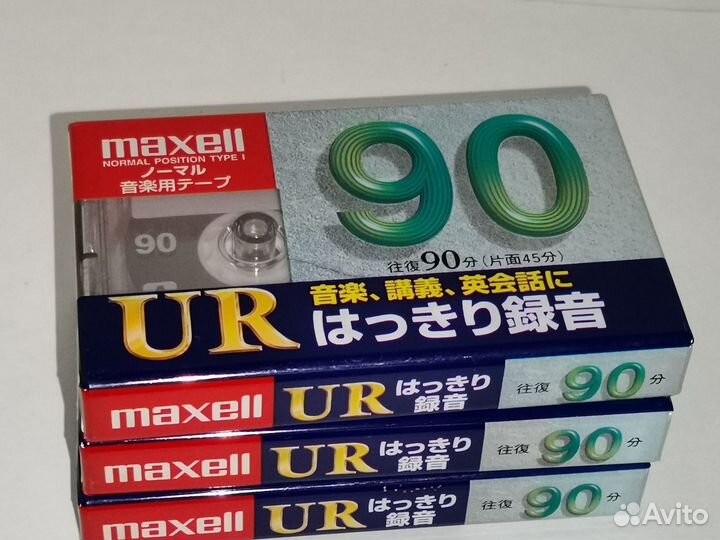 maxell
NORMAL POSITION TYPE I
ノーマル
音楽用テープ
90
90
A
往復90分(片面45分)
UR
音楽、講義、英会話に
はっきり録音
maxell
UR
はっきり
録音
往復 90 分
maxell
UR
はっきり
録音
往復 90 分
maxell
UR
はっきり
録音
往復 90 分
Avito